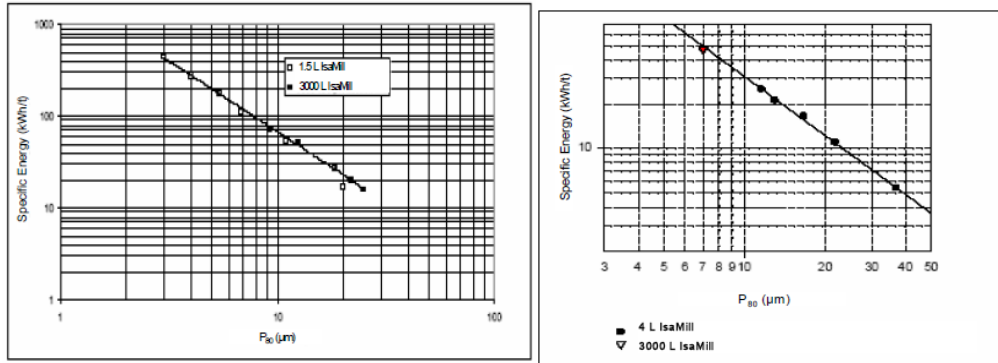 1000
100
10
1
Specific Energy (kWh/t)
1.5 L IsaMill
3000 L IsaMill
1 10 100
P80 (µm)
Specific Energy (kWh/t)
10
3 4 5 6 7 8 9 10 20 30 40 50
P80 (µm)
4 L IsaMill
3000 L IsaMill